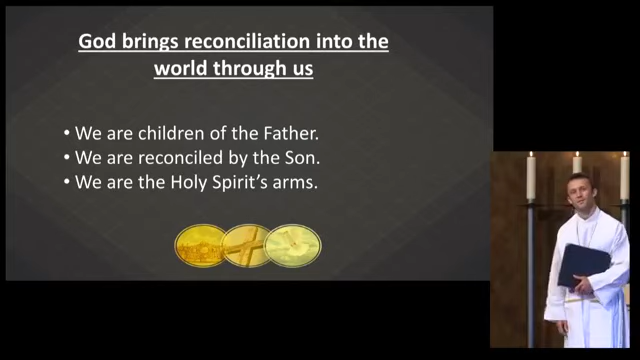 God brings reconciliation into the
world through us
• We are children of the Father.
• We are reconciled by the Son.
• We are the Holy Spirit's arms.